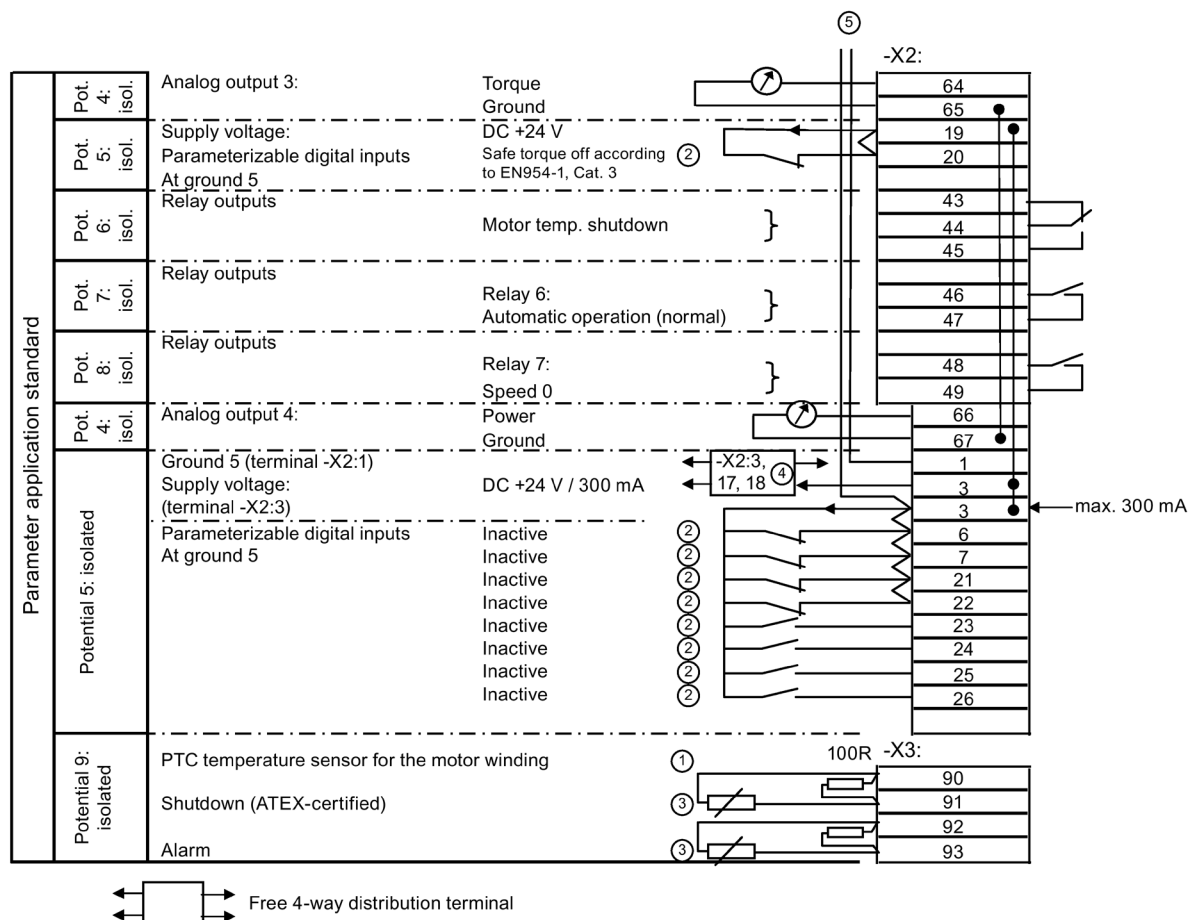 5
-X2:
Pot. 4: isol.
Analog output 3:
Torque
64
Ground
65
Pot. 5: isol.
Supply voltage:
DC +24 V
19
Parameterizable digital inputs
Safe torque off according
2
20
At ground 5
to EN954-1, Cat. 3
Pot. 6: isol.
Relay outputs
43
Motor temp. shutdown
}
44
45
Pot. 7: isol.
Relay outputs
Relay 6:
}
46
Automatic operation (normal)
47
Pot. 8: isol.
Relay outputs
Relay 7:
}
48
Speed 0
49
Pot. 4: isol.
Analog output 4:
Power
66
Ground
67
Parameter application standard
Potential 5: isolated
Ground 5 (terminal -X2:1)
-X2:3,
17, 18
4
1
Supply voltage:
DC +24 V / 300 mA
3
(terminal -X2:3)
3
max. 300 mA
Parameterizable digital inputs
Inactive
2
6
At ground 5
Inactive
2
7
Inactive
2
21
Inactive
2
22
Inactive
2
23
Inactive
2
24
Inactive
2
25
Inactive
2
26
Potential 9: isolated
100R
-X3:
PTC temperature sensor for the motor winding
1
90
Shutdown (ATEX-certified)
3
91
92
Alarm
3
93
Free 4-way distribution terminal